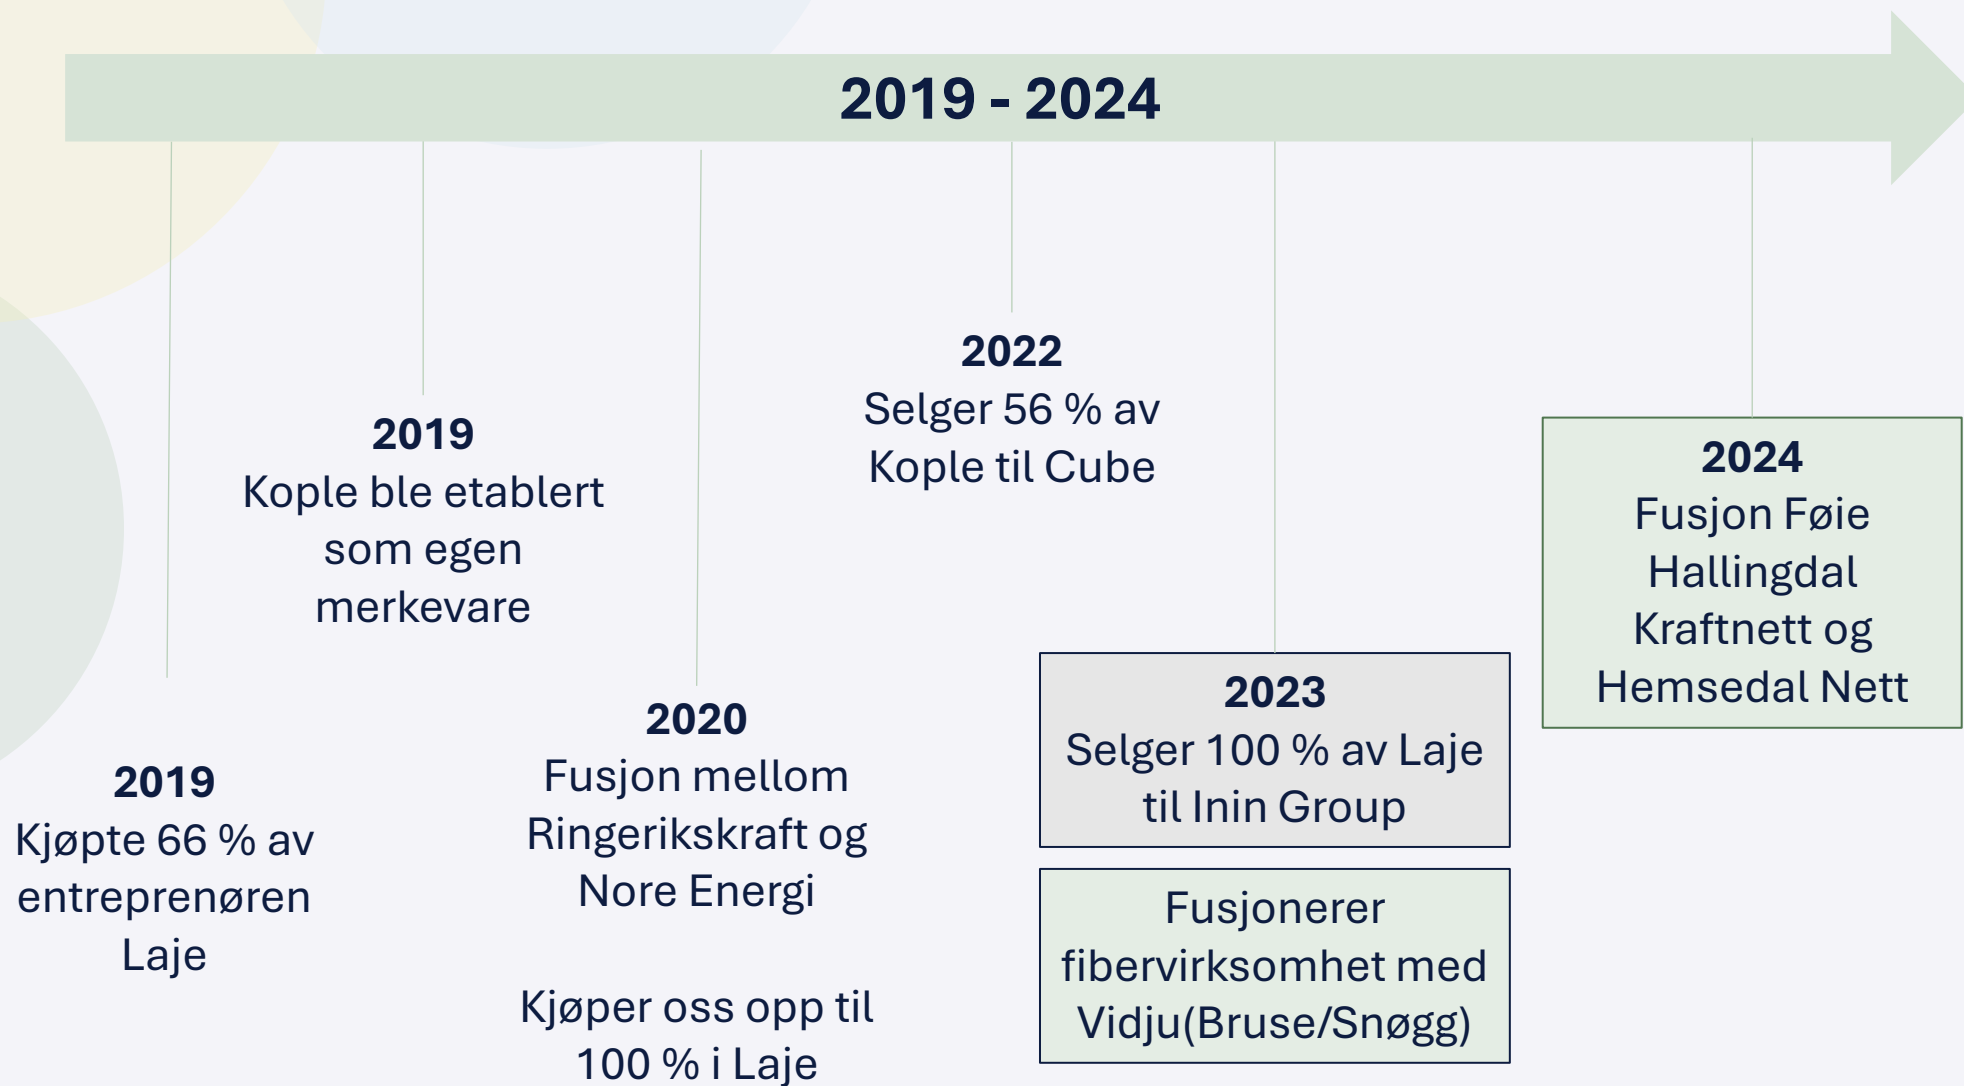 2019 - 2024
2019
Kjøpte 66 % av
entreprenøren
Laje
2019
Kople ble etablert
som egen
merkevare
2020
Fusjon mellom
Ringerikskraft og
Nore Energi
Kjøper oss opp til
100 % i Laje
2022
Selger 56 % av
Kople til Cube
2023
Selger 100 % av Laje
til Inin Group
Fusjonerer
fibervirksomhet med
Vidju(Bruse/Snøgg)
2024
Fusjon Føie
Hallingdal
Kraftnett og
Hemsedal Nett